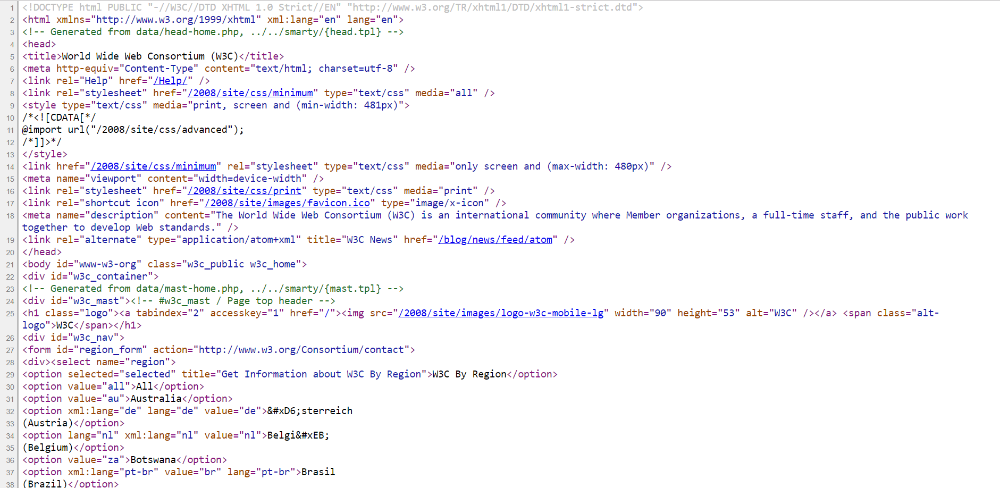 1 <!DOCTYPE html PUBLIC "-//W3C//DTD XHTML 1.0 Strict//EN" "http://www.w3.org/TR/xhtml1/DTD/xhtml1-strict.dtd">
2 <html xmlns="http://www.w3.org/1999/xhtml" xml:lang="en" lang="en">
3 <!-- Generated from data/head-home.php, ../../smarty/{head.tpl} -->
4 <head>
5 <title>World Wide Web Consortium (W3C)</title>
6 <meta http-equiv="Content-Type" content="text/html; charset=utf-8" />
7 <link rel="Help" href="/Help/" />
8 <link rel="stylesheet" href="/2008/site/css/minimum" type="text/css" media="all" />
9 <style type="text/css" media="print, screen and (min-width: 481px)">
10 /*<![CDATA[*/
11 @import url("/2008/site/css/advanced");
12 /*]]>*/
13 </style>
14 <link href="/2008/site/css/minimum" rel="stylesheet" type="text/css" media="only screen and (max-width: 480px)" />
15 <meta name="viewport" content="width=device-width" />
16 <link rel="stylesheet" href="/2008/site/css/print" type="text/css" media="print" />
17 <link rel="shortcut icon" href="/2008/site/images/favicon.ico" type="image/x-icon" />
18 <meta name="description" content="The World Wide Web Consortium (W3C) is an international community where Member organizations, a full-time staff, and the public work
together to develop Web standards." />
19 <link rel="alternate" type="application/atom+xml" title="W3C News" href="/blog/news/feed/atom" />
20 </head>
21 <body id="www-w3-org" class="w3c_public w3c_home">
22 <div id="w3c_container">
23 <!-- Generated from data/mast-home.php, ../../smarty/{mast.tpl} -->
24 <div id="w3c_mast"><!-- #w3c_mast / Page top header -->
25 <h1 class="logo"><a tabindex="2" accesskey="1" href="/"><img src="/2008/site/images/logo-w3c-mobile-lg" width="90" height="53" alt="W3C" /></a> <span class="alt-
logo">W3C</span></h1>
26 <div id="w3c_nav">
27 <form id="region_form" action="http://www.w3.org/Consortium/contact">
28 <div><select name="region">
29 <option selected="selected" title="Get Information about W3C By Region">W3C By Region</option>
30 <option value="all">All</option>
31 <option value="au">Australia</option>
32 <option xml:lang="de" lang="de" value="de">&#xD6;sterreich
33 (Austria)</option>
34 <option lang="nl" xml:lang="nl" value="nl">Belgi&#xEB;
35 (Belgium)</option>
36 <option value="za">Botswana</option>
37 <option xml:lang="pt-br" value="br" lang="pt-br">Brasil
38 (Brazil)</option>